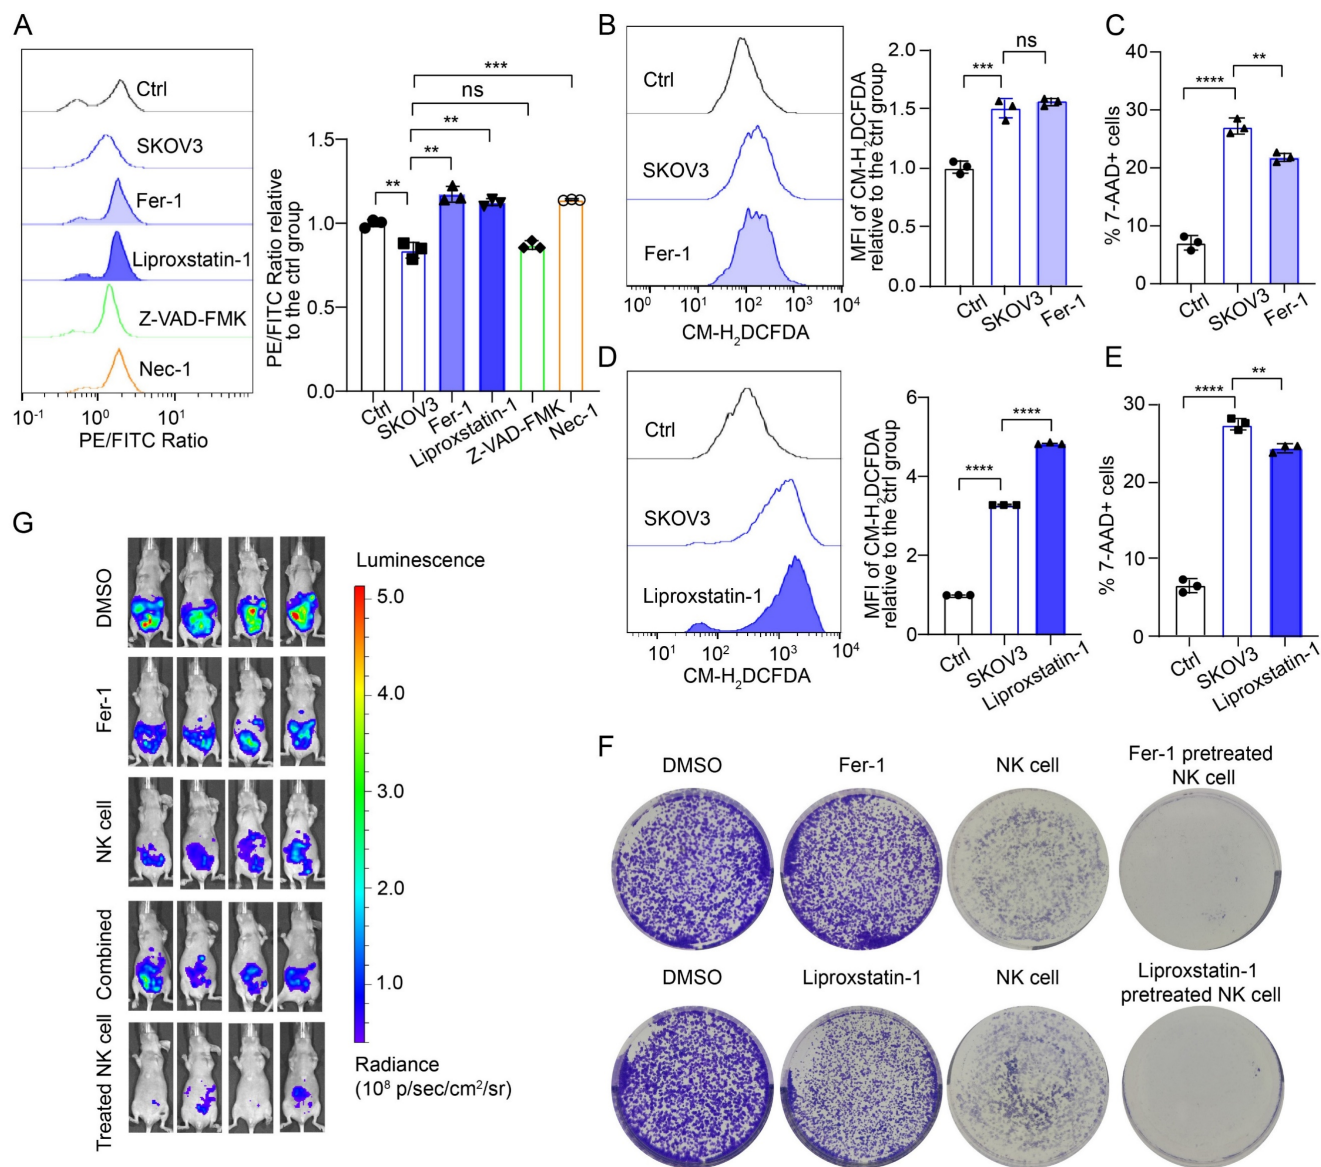 A
Ctrl
SKOV3
Fer-1
Liproxstatin-1
Z-VAD-FMK
Nec-1
10-1
100
101
PE/FITC Ratio
PE/FITC Ratio relative
to the ctrl group
1.5
1.0
0.5
0.0
**
**
**
ns
***
Ctrl
SKOV3
Fer-1
Liproxstatin-1
Z-VAD-FMK
Nec-1
B
Ctrl
SKOV3
Fer-1
100
101
102
103
104
CM-H2DCFDA
MFI of CM-H2DCFDA
relative to the ctrl group
2.0
1.5
1.0
0.5
0.0
***
ns
Ctrl
SKOV3
Fer-1
C
% 7-AAD+ cells
40
30
20
10
0
****
**
Ctrl
SKOV3
Fer-1
D
Ctrl
SKOV3
Liproxstatin-1
101
102
103
104
CM-H2DCFDA
MFI of CM-H2DCFDA
relative to the ctrl group
6
4
2
0
****
****
Ctrl
SKOV3
Liproxstatin-1
E
% 7-AAD+ cells
30
20
10
0
****
**
Ctrl
SKOV3
Liproxstatin-1
G
DMSO
Fer-1
NK cell
Combined
Treated NK cell
Luminescence
5.0
4.0
3.0
2.0
1.0
Radiance
(108 p/sec/cm2/sr)
F
DMSO
Fer-1
NK cell
Fer-1 pretreated
NK cell
DMSO
Liproxstatin-1
NK cell
Liproxstatin-1
pretreated NK cell